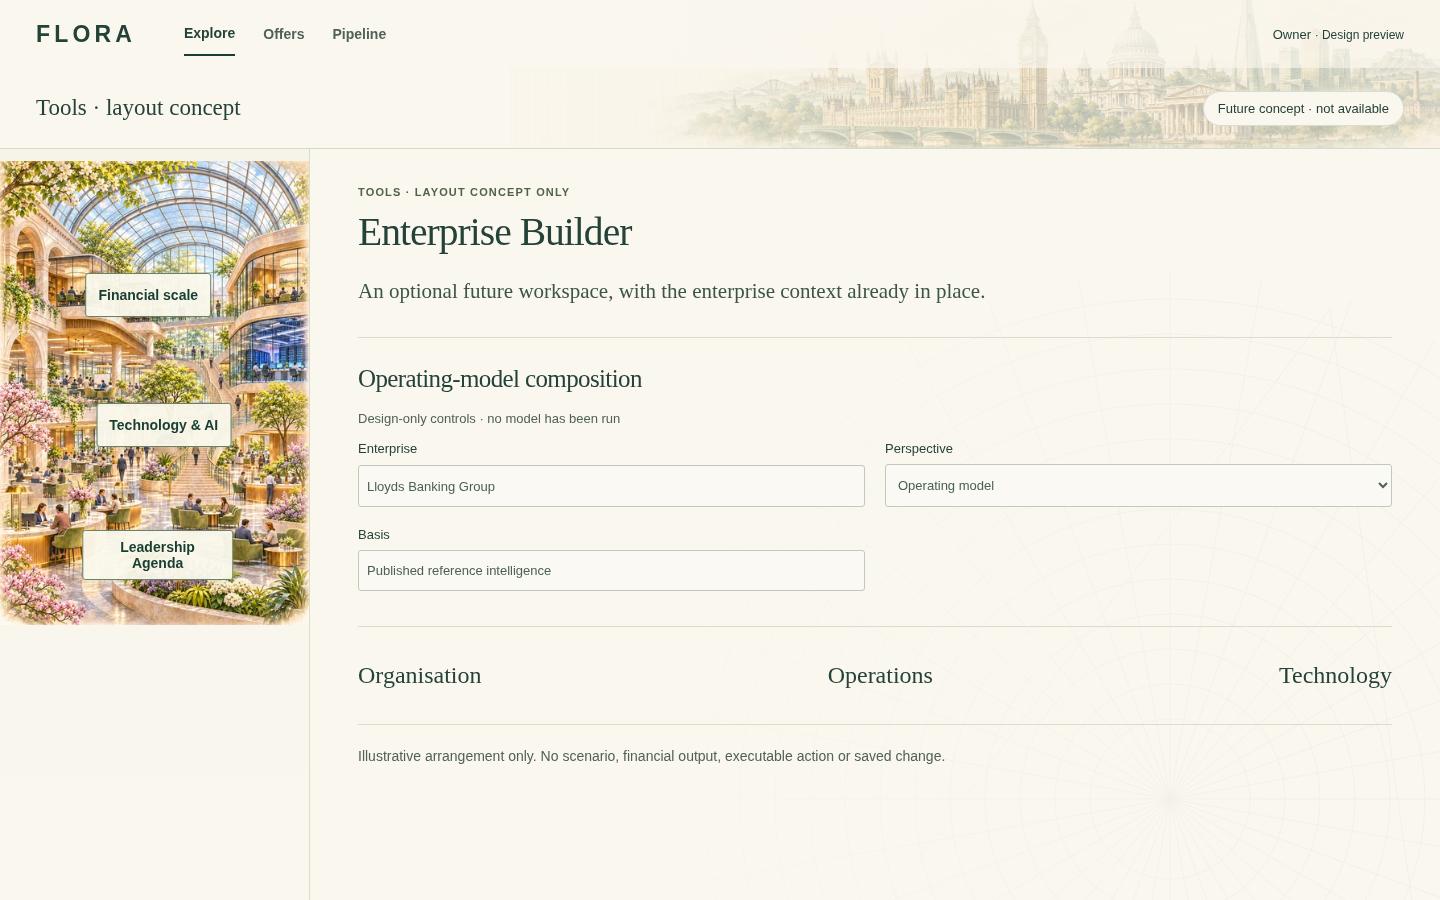 FLORA
Explore
Offers
Pipeline
Owner · Design preview
Tools · layout concept
Future concept · not available
Financial scale
Technology & AI
Leadership
Agenda
TOOLS · LAYOUT CONCEPT ONLY
Enterprise Builder
An optional future workspace, with the enterprise context already in place.
Operating-model composition
Design-only controls · no model has been run
Enterprise
Perspective
Lloyds Banking Group
Operating model
Basis
Published reference intelligence
Organisation
Operations
Technology
Illustrative arrangement only. No scenario, financial output, executable action or saved change.